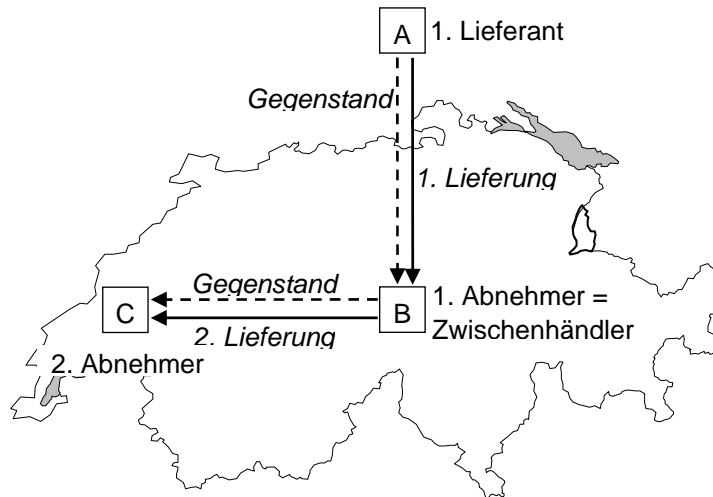 A 1. Lieferant
Gegenstand
1. Lieferung
Gegenstand
C
B
1. Abnehmer =
Zwischenhändler
2. Lieferung
2. Abnehmer